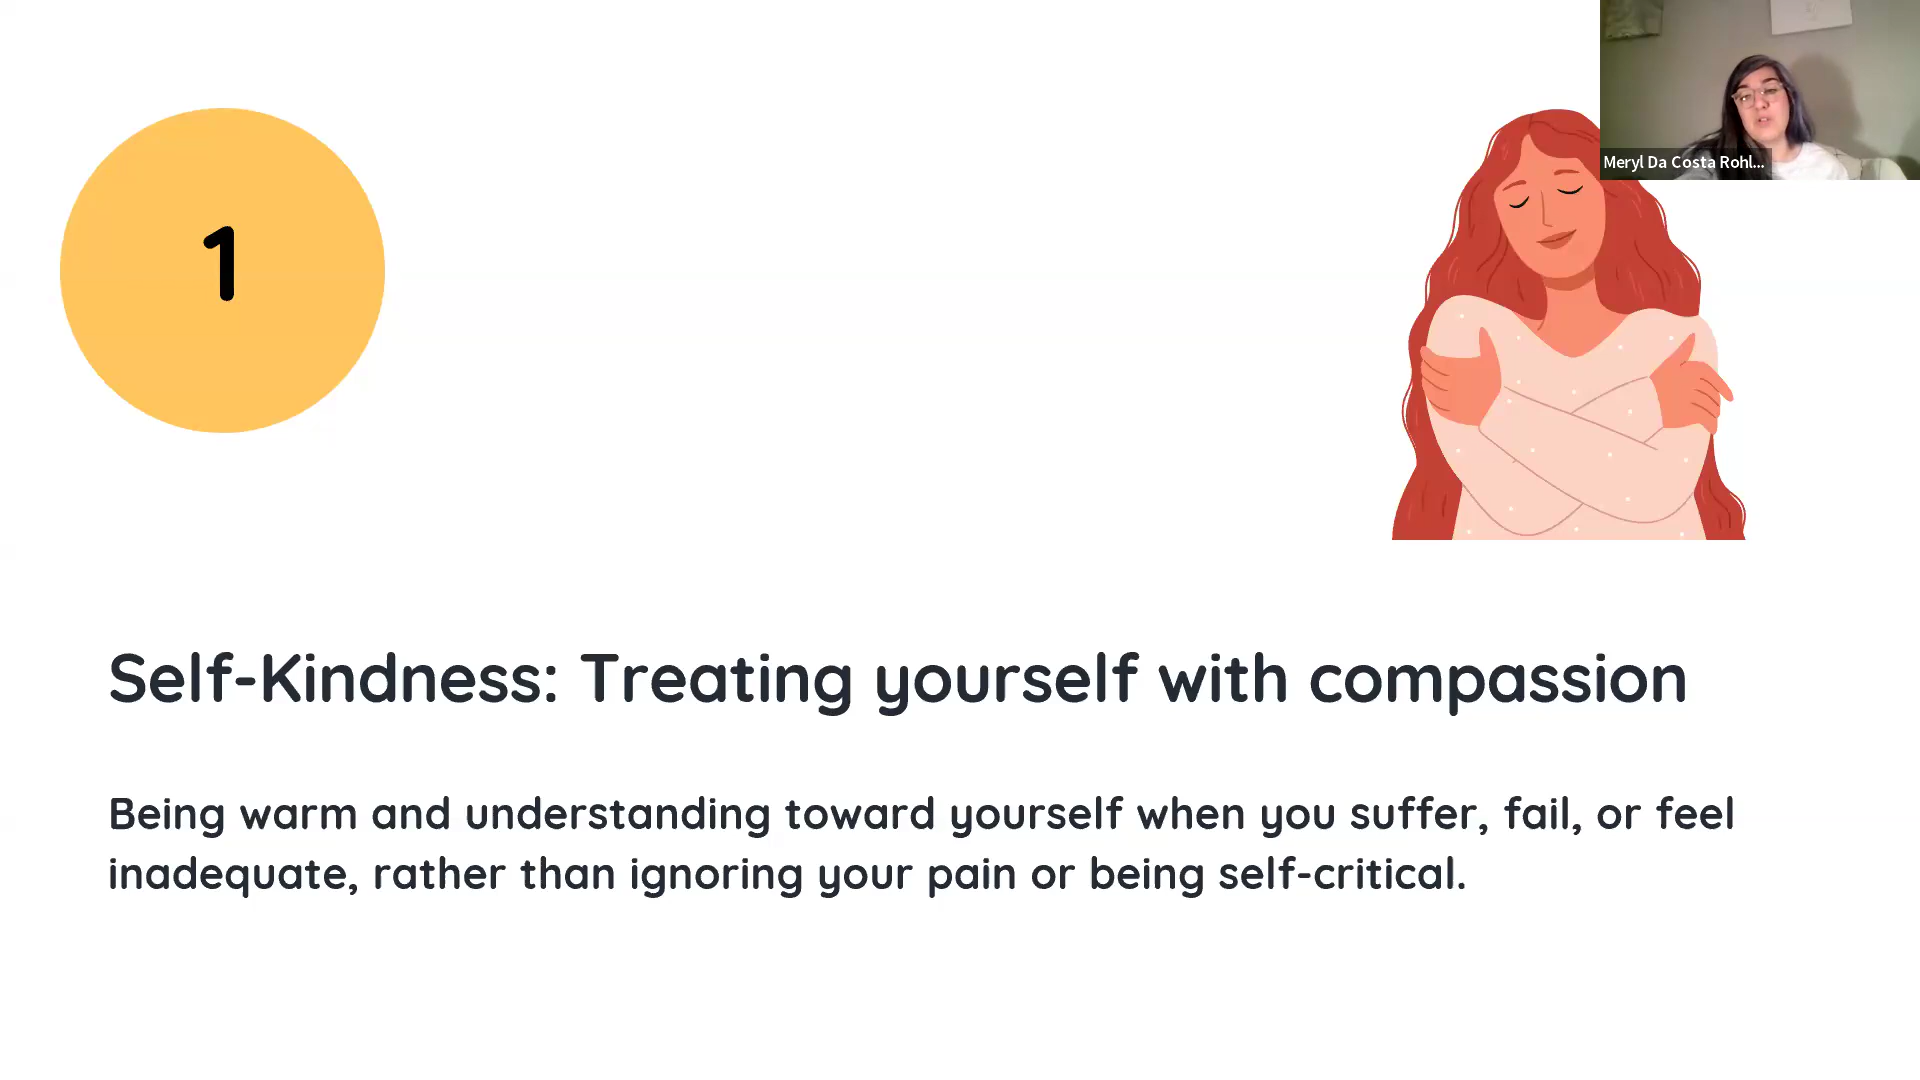 Meryl Da Costa Rohl...
1
Self-Kindness: Treating yourself with compassion
Being warm and understanding toward yourself when you suffer, fail, or feel
inadequate, rather than ignoring your pain or being self-critical.